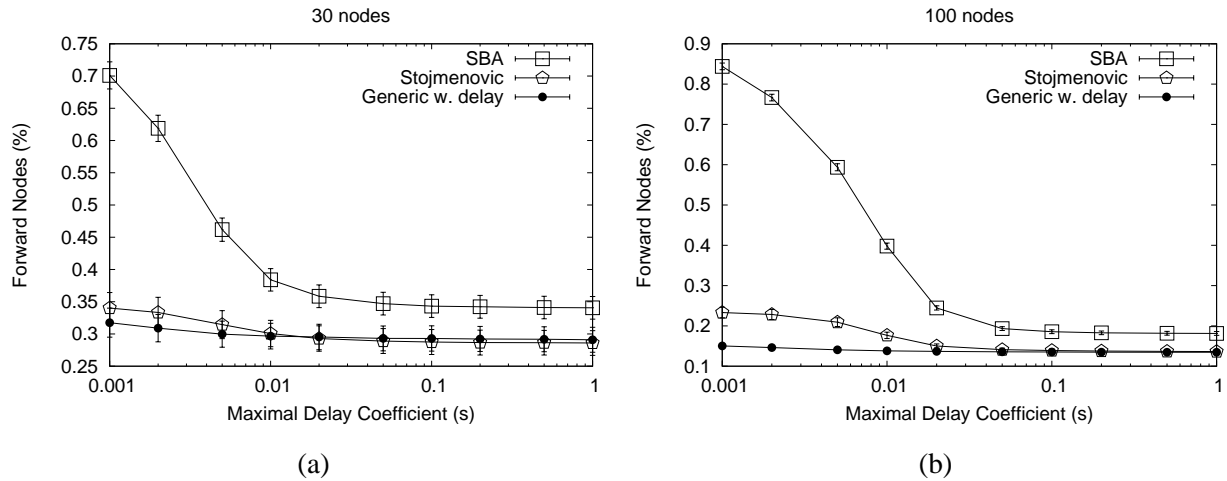 30 nodes
0.75
0.7
0.65
0.6
0.55
0.5
0.45
0.4
0.35
0.3
0.25
0.001
0.01
0.1
1
Forward Nodes (%)
Maximal Delay Coefficient (s)
SBA
Stojmenovic
Generic w. delay
(a)
100 nodes
0.9
0.8
0.7
0.6
0.5
0.4
0.3
0.2
0.1
0.001
0.01
0.1
1
Forward Nodes (%)
Maximal Delay Coefficient (s)
SBA
Stojmenovic
Generic w. delay
(b)